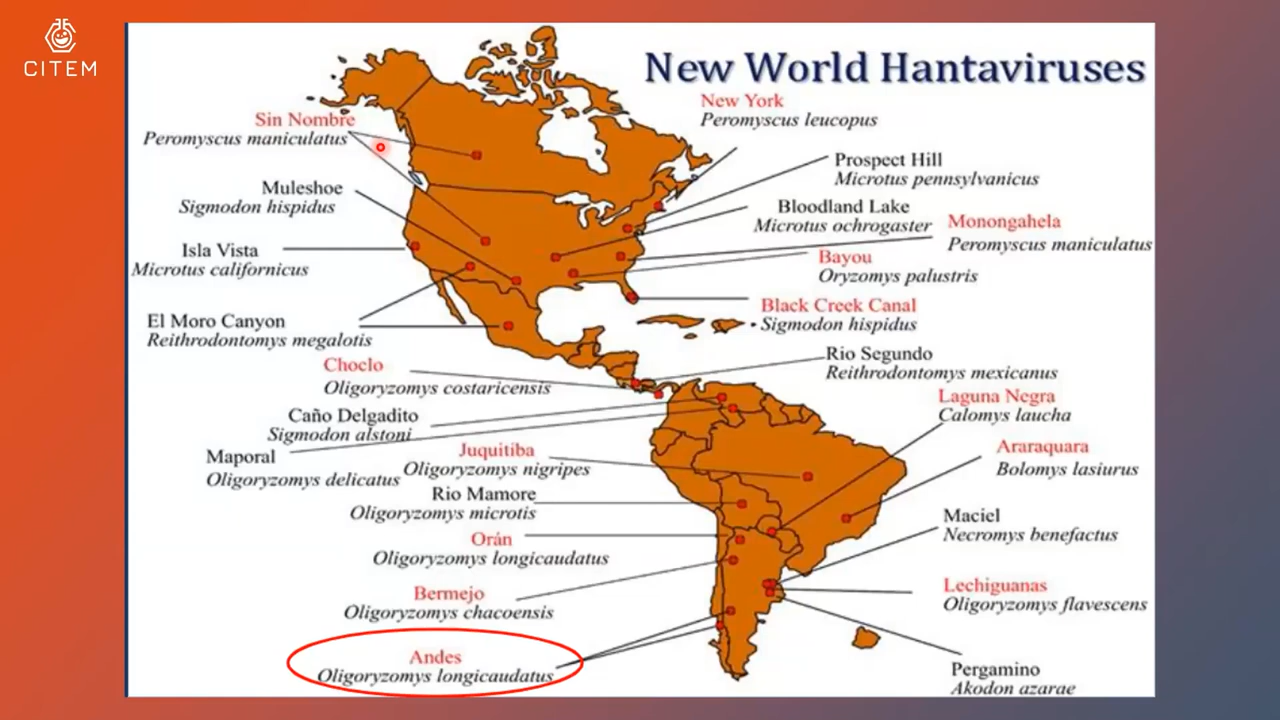 CITEM
New World Hantaviruses
Sin Nombre
Peromyscus maniculatus
Muleshoe
Sigmodon hispidus
Isla Vista
Microtus californicus
El Moro Canyon
Reithrodontomys megalotis
Choclo
Oligoryzomys costaricensis
Caño Delgadito
Sigmodon alstoni
Maporal
Oligoryzomys delicatus
Juquitiba
Oligoryzomys nigripes
Rio Mamore
Oligoryzomys microtis
Orán
Oligoryzomys longicaudatus
Bermejo
Oligoryzomys chacoensis
Andes
Oligoryzomys longicaudatus
New York
Peromyscus leucopus
Prospect Hill
Microtus pennsylvanicus
Bloodland Lake
Microtus ochrogaster
Monongahela
Peromyscus maniculatus
Bayou
Oryzomys palustris
Black Creek Canal
Sigmodon hispidus
Rio Segundo
Reithrodontomys mexicanus
Laguna Negra
Calomys laucha
Araraquara
Bolomys lasiurus
Maciel
Necromys benefactus
Lechiguanas
Oligoryzomys flavescens
Pergamino
Akodon azarae